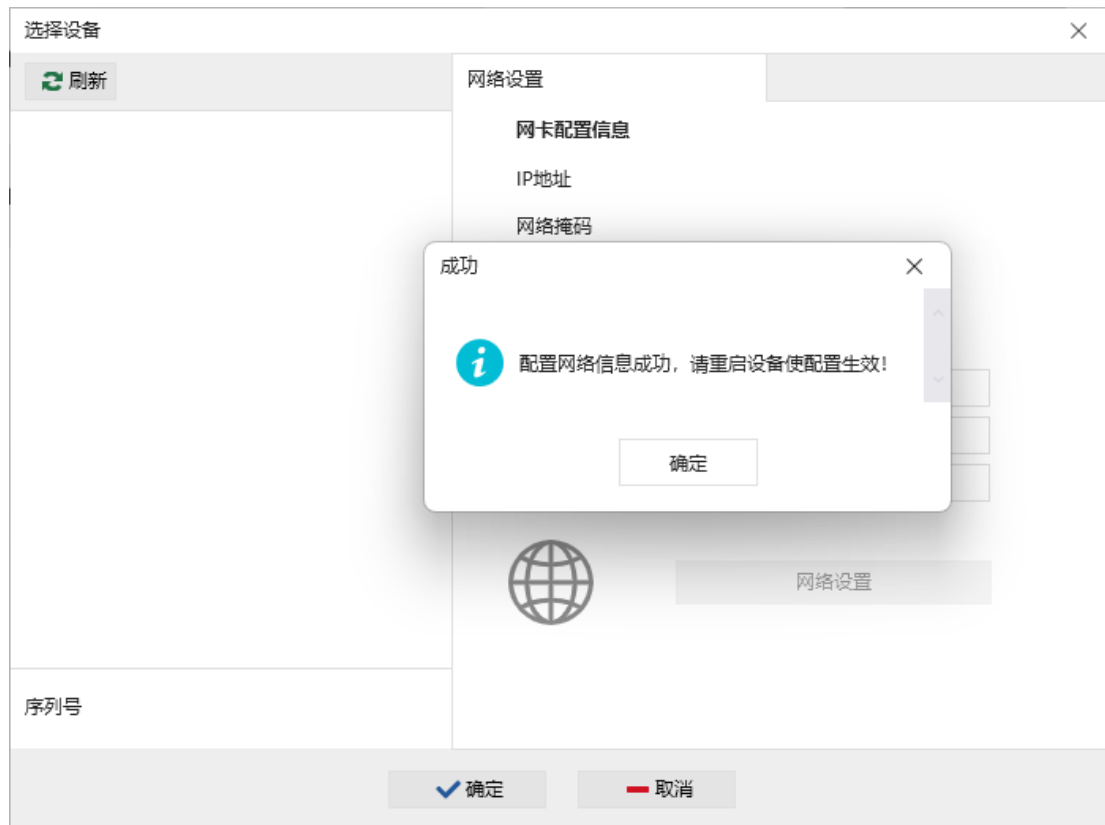 选择设备
刷新
网络设置
网卡配置信息
IP地址
网络掩码
成功
配置网络信息成功，请重启设备使配置生效!
确定
网络设置
序列号
确定
取消